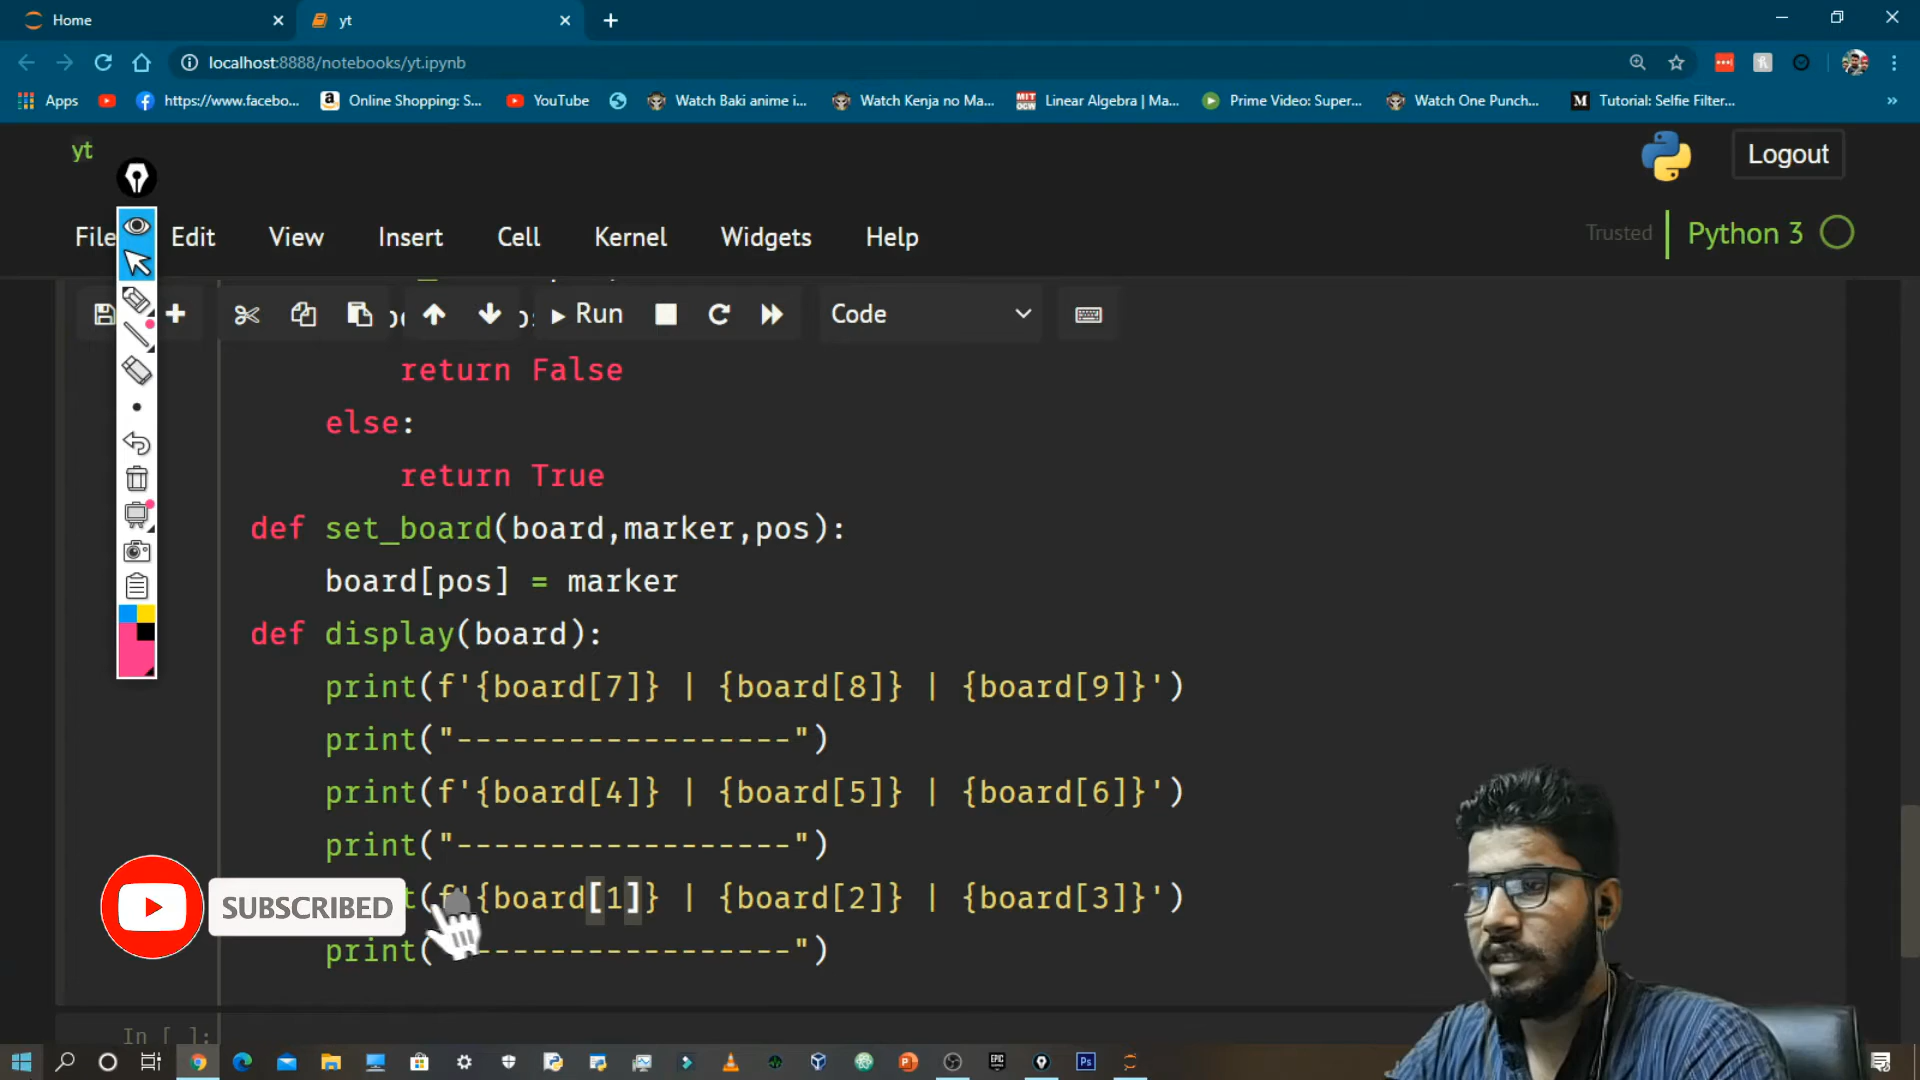 Home
yt
localhost:8888/notebooks/yt.ipynb
Apps
https://www.facebo...
Online Shopping: S...
YouTube
Watch Baki anime i...
Watch Kenja no Ma...
MIT OCW
Linear Algebra | Ma...
Prime Video: Super...
Watch One Punch...
M
Tutorial: Selfie Filter...
yt
Logout
File Edit View Insert Cell Kernel Widgets Help
Trusted
Python 3
Run
Code
return False
else:
return True
def set_board(board,marker,pos):
board[pos] = marker
def display(board):
print(f'{board[7]} | {board[8]} | {board[9]}')
print("------------------")
print(f'{board[4]} | {board[5]} | {board[6]}')
print("------------------")
t(f'{board[1]} | {board[2]} | {board[3]}')
print( ----------------")
SUBSCRIBED
In [ ]:
EPIC
Ps